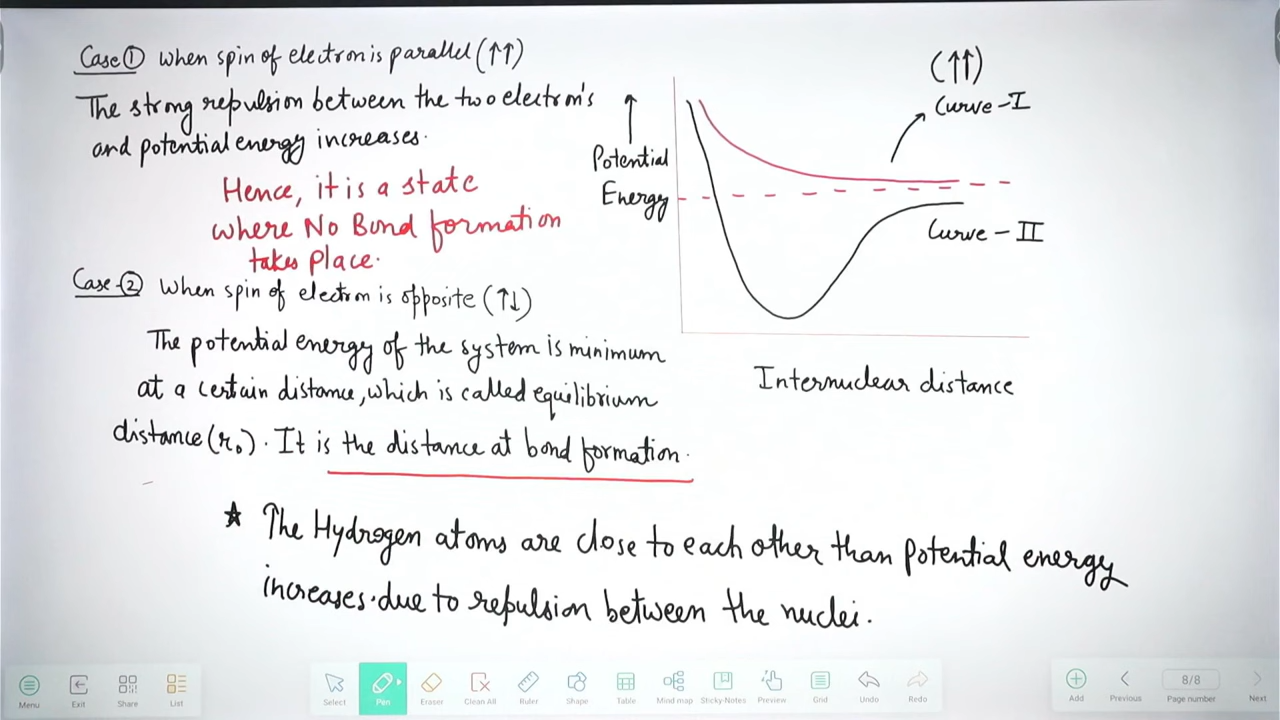 Case① When spin of electron is parallel (↑↑)
The strong repulsion between the two electron's
and potential energy increases.
Hence, it is a state
where No Bond formation
takes place.
Case-② When spin of electron is opposite (↑↓)
The potential energy of the system is minimum
at a certain distance, which is called equilibrium
distance (r₀). It is the distance at bond formation.
(↑↑)
Curve-I
Potential
Energy
Curve-II
Internuclear distance
★ The Hydrogen atoms are close to each other than Potential energy
increases. due to repulsion between the nuclei.
Menu
Exit
Share
List
Select
Pen
Eraser
Clean All
Ruler
Shape
Table
Mind map
Sticky-Notes
Preview
Grid
Undo
Redo
Add
Previous
8/8
Page number
Next